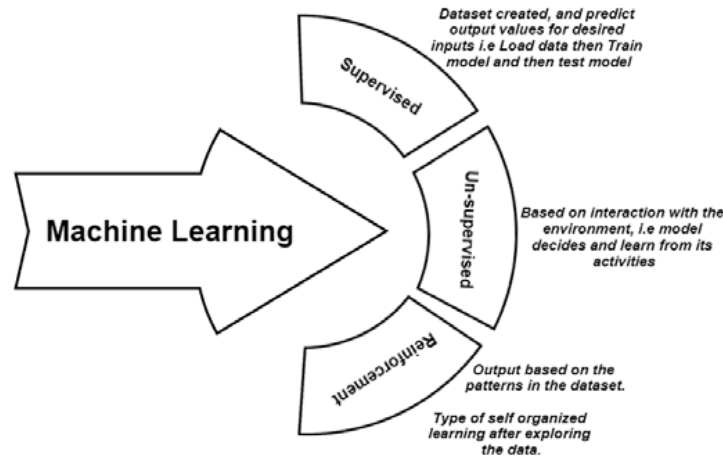 Dataset created, and predict
output values for desired
inputs i.e Load data then Train
model and then test model
Supervised
Machine Learning
Un-supervised
Based on interaction with the
environment, i.e model
decides and learn from its
activities
Reinforcement
Output based on the
patterns in the dataset.
Type of self organized
learning after exploring
the data.